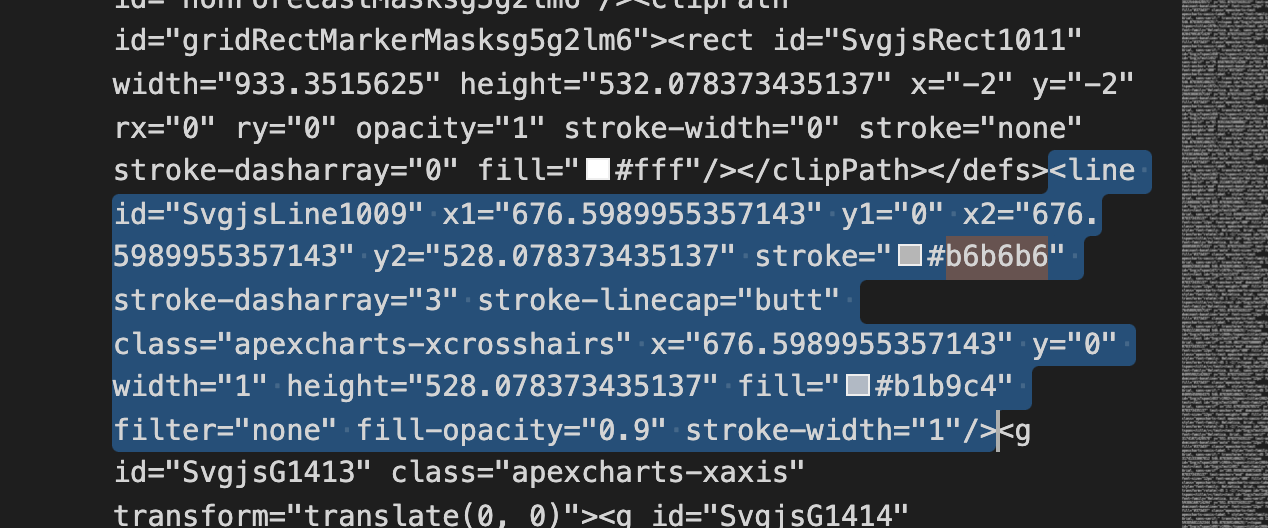 id="nonForecastMasksg5g2lm6"/><clipPath
id="gridRectMarkerMasksg5g2lm6"><rect id="SvgjsRect1011"
width="933.3515625" height="532.078373435137" x="-2" y="-2"
rx="0" ry="0" opacity="1" stroke-width="0" stroke="none"
stroke-dasharray="0" fill="#fff"/></clipPath></defs><line
id="SvgjsLine1009" x1="676.5989955357143" y1="0" x2="676.
5989955357143" y2="528.078373435137" stroke="#b6b6b6"
stroke-dasharray="3" stroke-linecap="butt"
class="apexcharts-xcrosshairs" x="676.5989955357143" y="0"
width="1" height="528.078373435137" fill="#b1b9c4"
filter="none" fill-opacity="0.9" stroke-width="1"/><g
id="SvgjsG1413" class="apexcharts-xaxis"
transform="translate(0, 0)"><g id="SvgjsG1414"